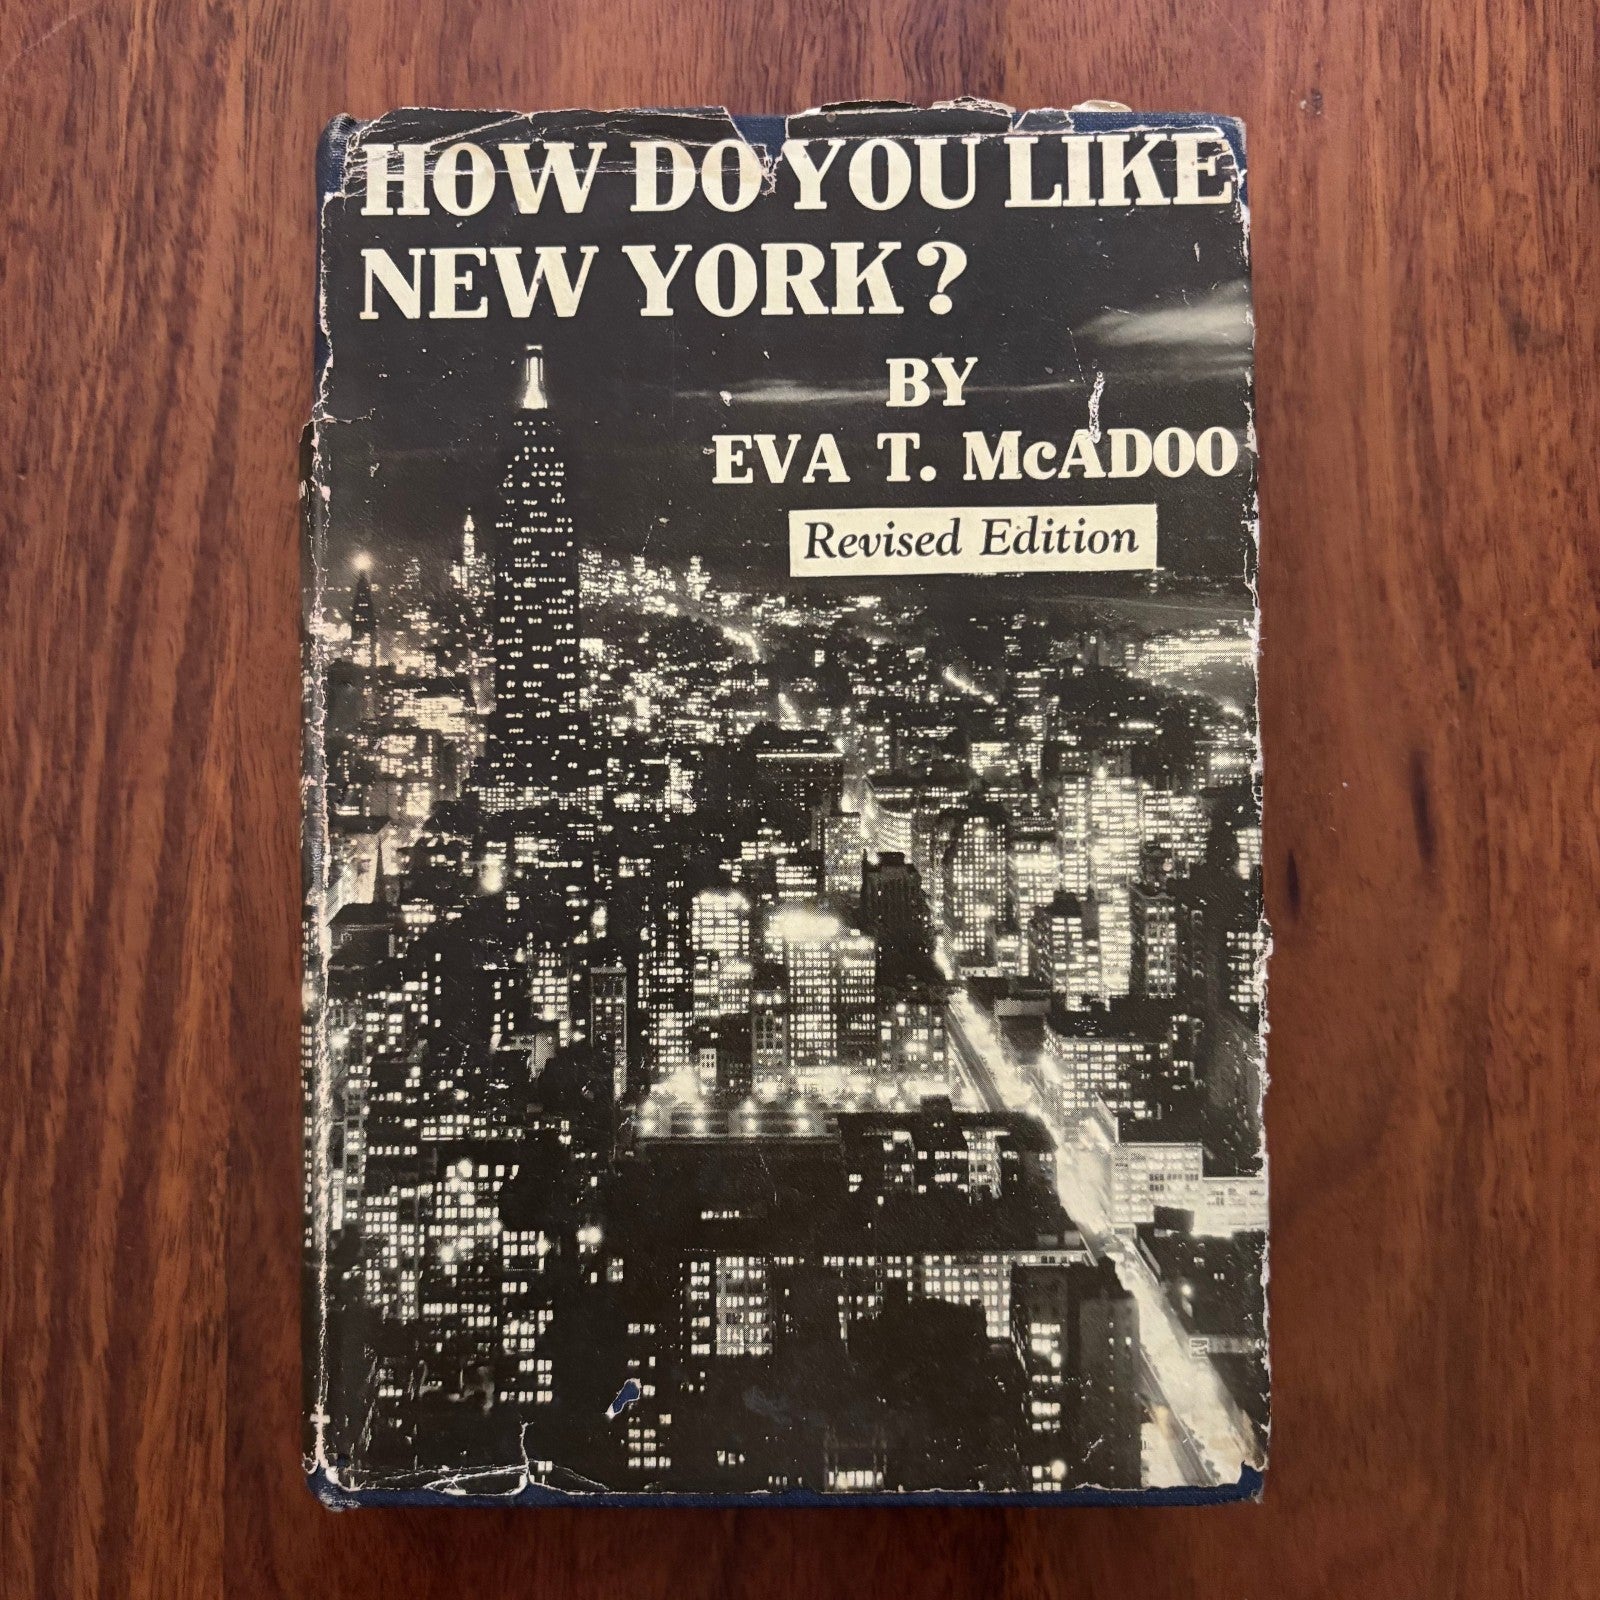 HOW DO YOU LIKE
NEW YORK?
BY
EVA T. McADOO
Revised Edition